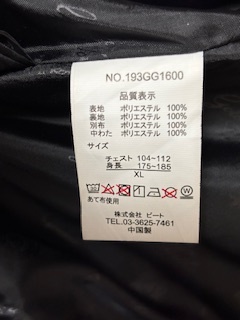 NO.193GG1600
品質表示
表地 ポリエステル 100%
裏地 ポリエステル 100%
別布 ポリエステル 100%
中わた ポリエステル 100%
サイズ
チェスト 104~112
身長 175~185
XL
あて布使用
株式会社 ビート
TEL.03-3625-7461
中国製